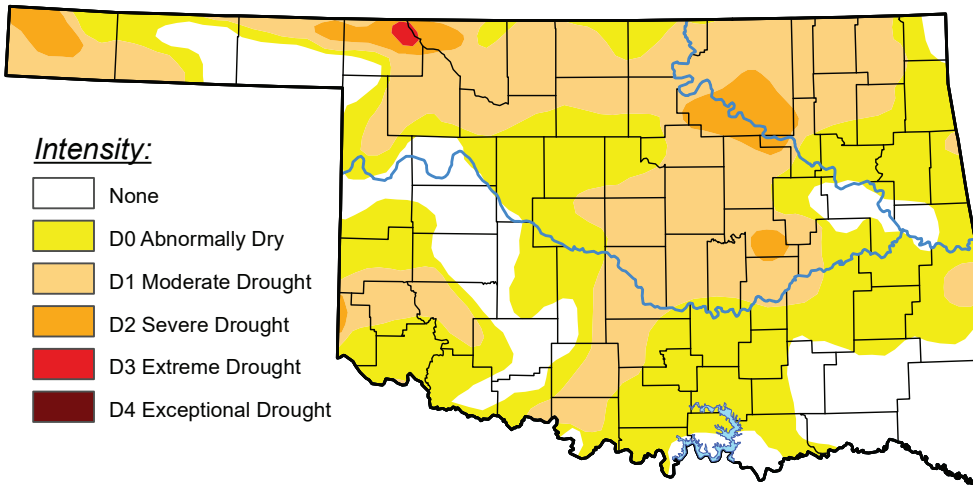 Intensity:
None
D0 Abnormally Dry
D1 Moderate Drought
D2 Severe Drought
D3 Extreme Drought
D4 Exceptional Drought